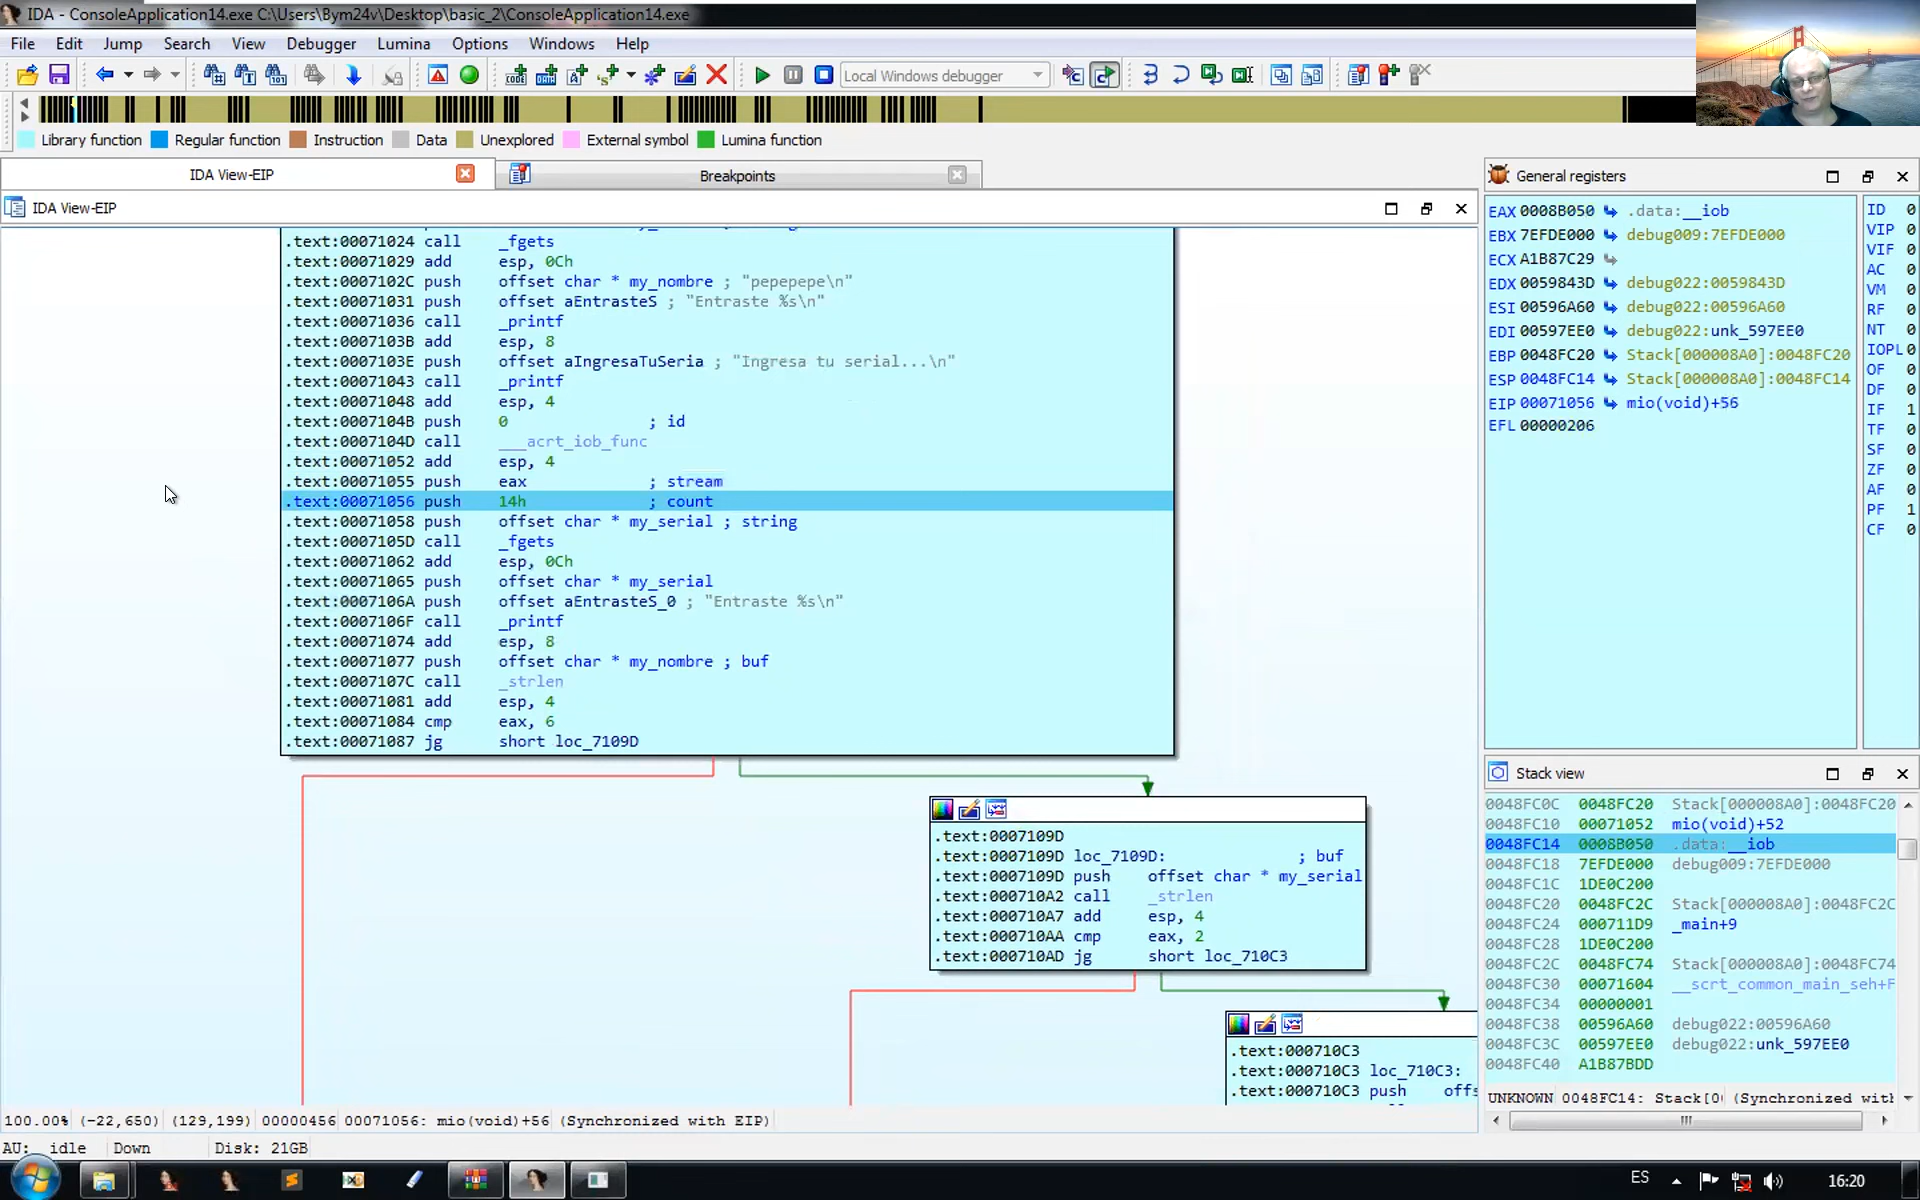 IDA - ConsoleApplication14.exe C:\Users\Bym24v\Desktop\basic_2\ConsoleApplication14.exe
File Edit Jump Search View Debugger Lumina Options Windows Help
Local Windows debugger
Library function Regular function Instruction Data Unexplored External symbol Lumina function
IDA View-EIP Breakpoints
IDA View-EIP
.text:00071024 call _fgets
.text:00071029 add esp, 0Ch
.text:0007102C push offset char * my_nombre ; "pepepepe\n"
.text:00071031 push offset aEntrasteS ; "Entraste %s\n"
.text:00071036 call _printf
.text:0007103B add esp, 8
.text:0007103E push offset aIngresaTuSeria ; "Ingresa tu serial...\n"
.text:00071043 call _printf
.text:00071048 add esp, 4
.text:0007104B push 0 ; id
.text:0007104D call ___acrt_iob_func
.text:00071052 add esp, 4
.text:00071055 push eax ; stream
.text:00071056 push 14h ; count
.text:00071058 push offset char * my_serial ; string
.text:0007105D call _fgets
.text:00071062 add esp, 0Ch
.text:00071065 push offset char * my_serial
.text:0007106A push offset aEntrasteS_0 ; "Entraste %s\n"
.text:0007106F call _printf
.text:00071074 add esp, 8
.text:00071077 push offset char * my_nombre ; buf
.text:0007107C call _strlen
.text:00071081 add esp, 4
.text:00071084 cmp eax, 6
.text:00071087 jg short loc_7109D
.text:0007109D
.text:0007109D loc_7109D: ; buf
.text:0007109D push offset char * my_serial
.text:000710A2 call _strlen
.text:000710A7 add esp, 4
.text:000710AA cmp eax, 2
.text:000710AD jg short loc_710C3
.text:000710C3
.text:000710C3 loc_710C3:
.text:000710C3 push offs
100.00% (-22,650) (129,199) 00000456 00071056: mio(void)+56 (Synchronized with EIP)
General registers
EAX 0008B050 .data:__iob
EBX 7EFDE000 debug009:7EFDE000
ECX A1B87C29
EDX 0059843D debug022:0059843D
ESI 00596A60 debug022:00596A60
EDI 00597EE0 debug022:unk_597EE0
EBP 0048FC20 Stack[000008A0]:0048FC20
ESP 0048FC14 Stack[000008A0]:0048FC14
EIP 00071056 mio(void)+56
EFL 00000206
ID 0
VIP 0
VIF 0
AC 0
VM 0
RF 0
NT 0
IOPL 0
OF 0
DF 0
IF 1
TF 0
SF 0
ZF 0
AF 0
PF 1
CF 0
Stack view
0048FC0C 0048FC20 Stack[000008A0]:0048FC20
0048FC10 00071052 mio(void)+52
0048FC14 0008B050 .data:__iob
0048FC18 7EFDE000 debug009:7EFDE000
0048FC1C 1DE0C200
0048FC20 0048FC2C Stack[000008A0]:0048FC2C
0048FC24 000711D9 _main+9
0048FC28 1DE0C200
0048FC2C 0048FC74 Stack[000008A0]:0048FC74
0048FC30 00071604 __scrt_common_main_seh+F
0048FC34 00000001
0048FC38 00596A60 debug022:00596A60
0048FC3C 00597EE0 debug022:unk_597EE0
0048FC40 A1B87BDD
UNKNOWN 0048FC14: Stack[0 (Synchronized with
AU: idle Down Disk: 21GB
ES 16:20